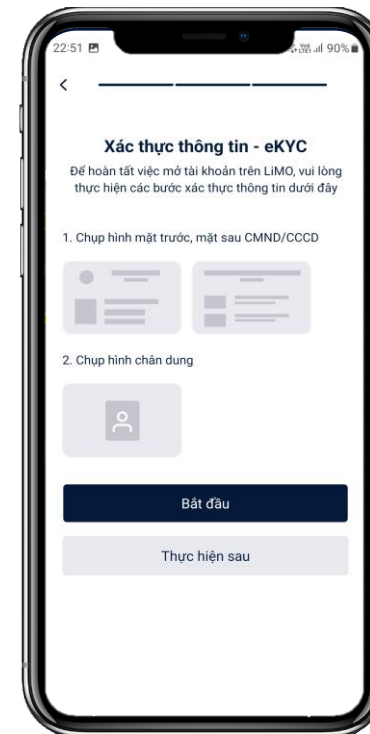 22:51 90%
Xác thực thông tin - eKYC
Để hoàn tất việc mở tài khoản trên LiMO, vui lòng
thực hiện các bước xác thực thông tin dưới đây
1. Chụp hình mặt trước, mặt sau CMND/CCCD
2. Chụp hình chân dung
Bắt đầu
Thực hiện sau